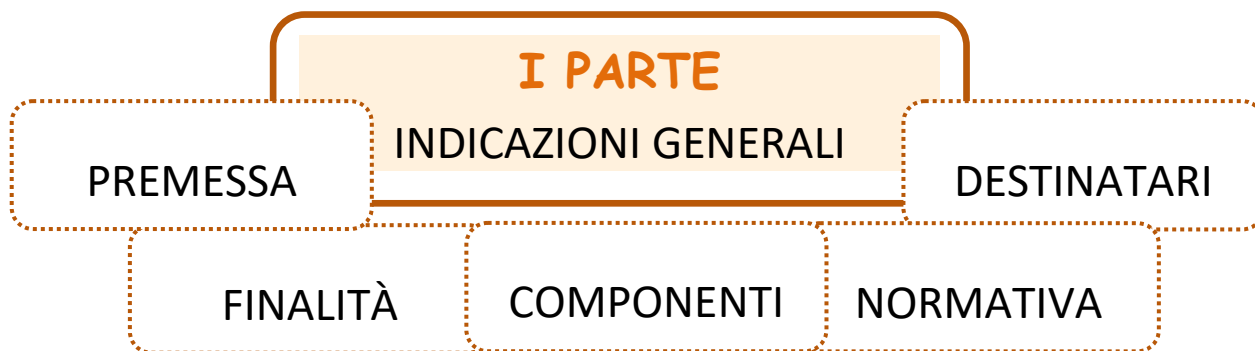 I PARTE
INDICAZIONI GENERALI
PREMESSA
DESTINATARI
FINALITÀ
COMPONENTI
NORMATIVA